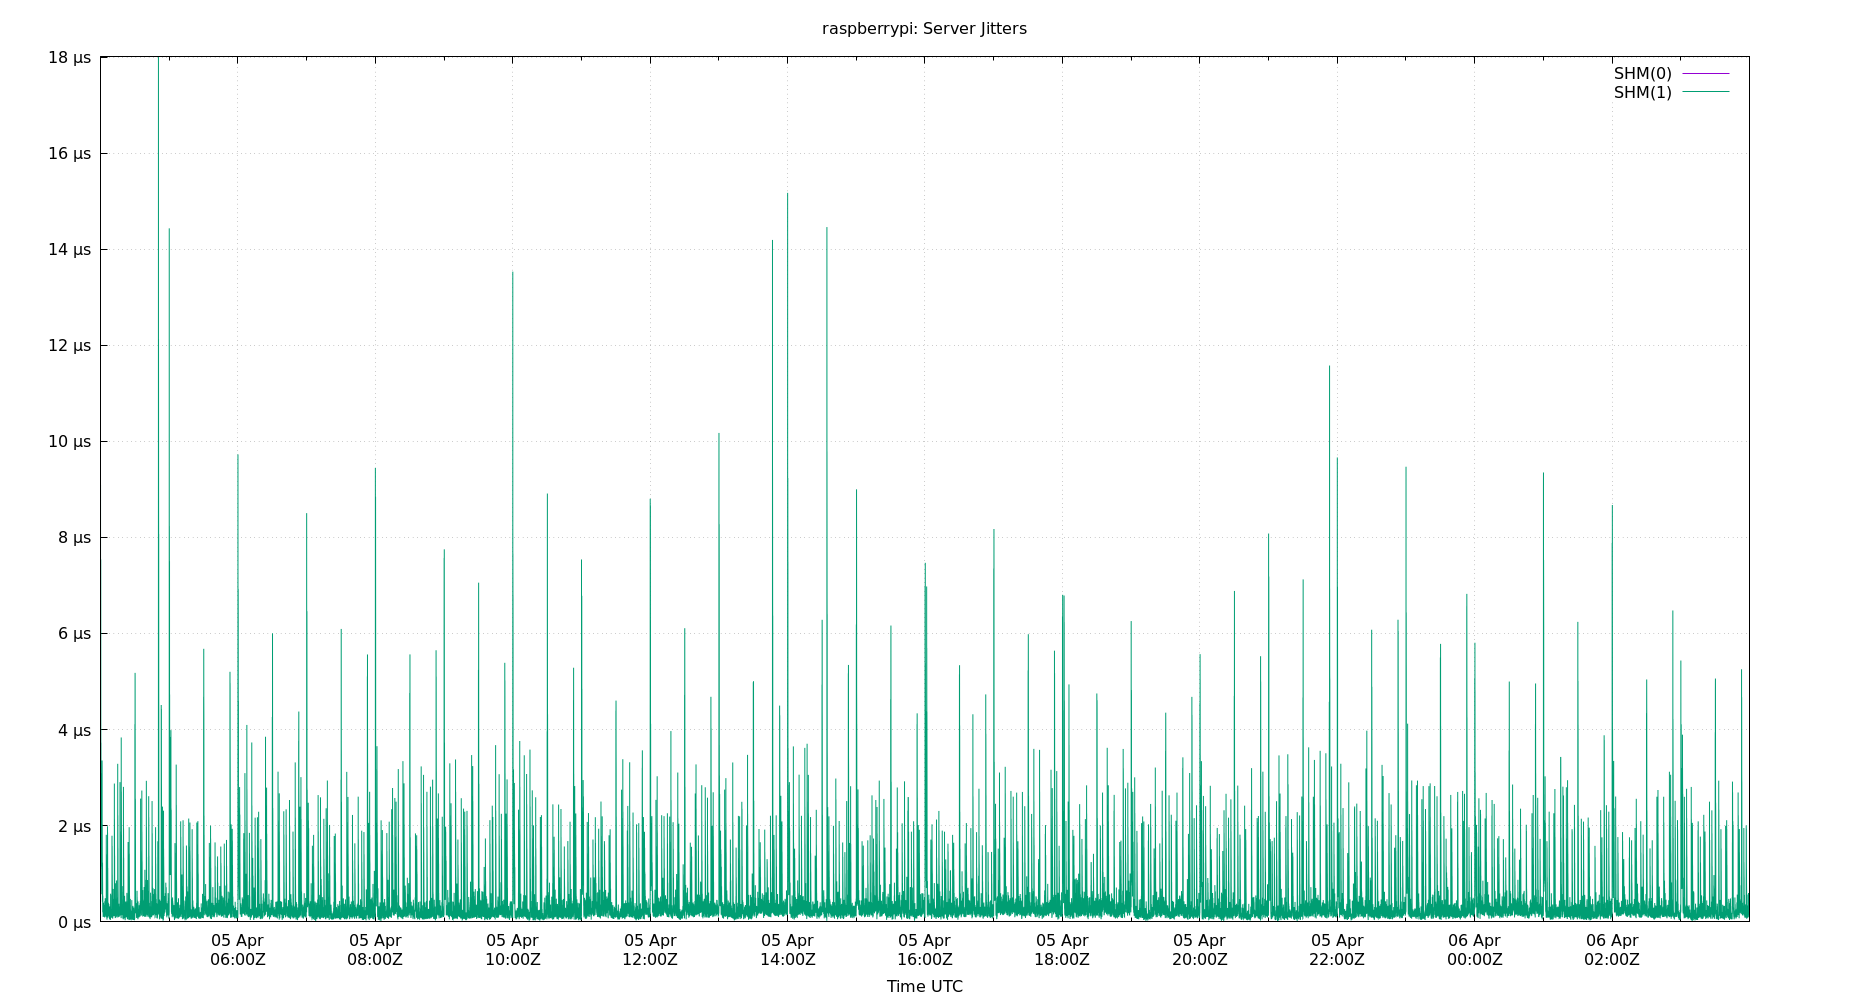 raspberrypi: Server Jitters
SHM(0)
SHM(1)
18 µs
16 µs
14 µs
12 µs
10 µs
8 µs
6 µs
4 µs
2 µs
0 µs
05 Apr 05 Apr 05 Apr 05 Apr 05 Apr 05 Apr 05 Apr 05 Apr 05 Apr 06 Apr 06 Apr
06:00Z 08:00Z 10:00Z 12:00Z 14:00Z 16:00Z 18:00Z 20:00Z 22:00Z 00:00Z 02:00Z
Time UTC